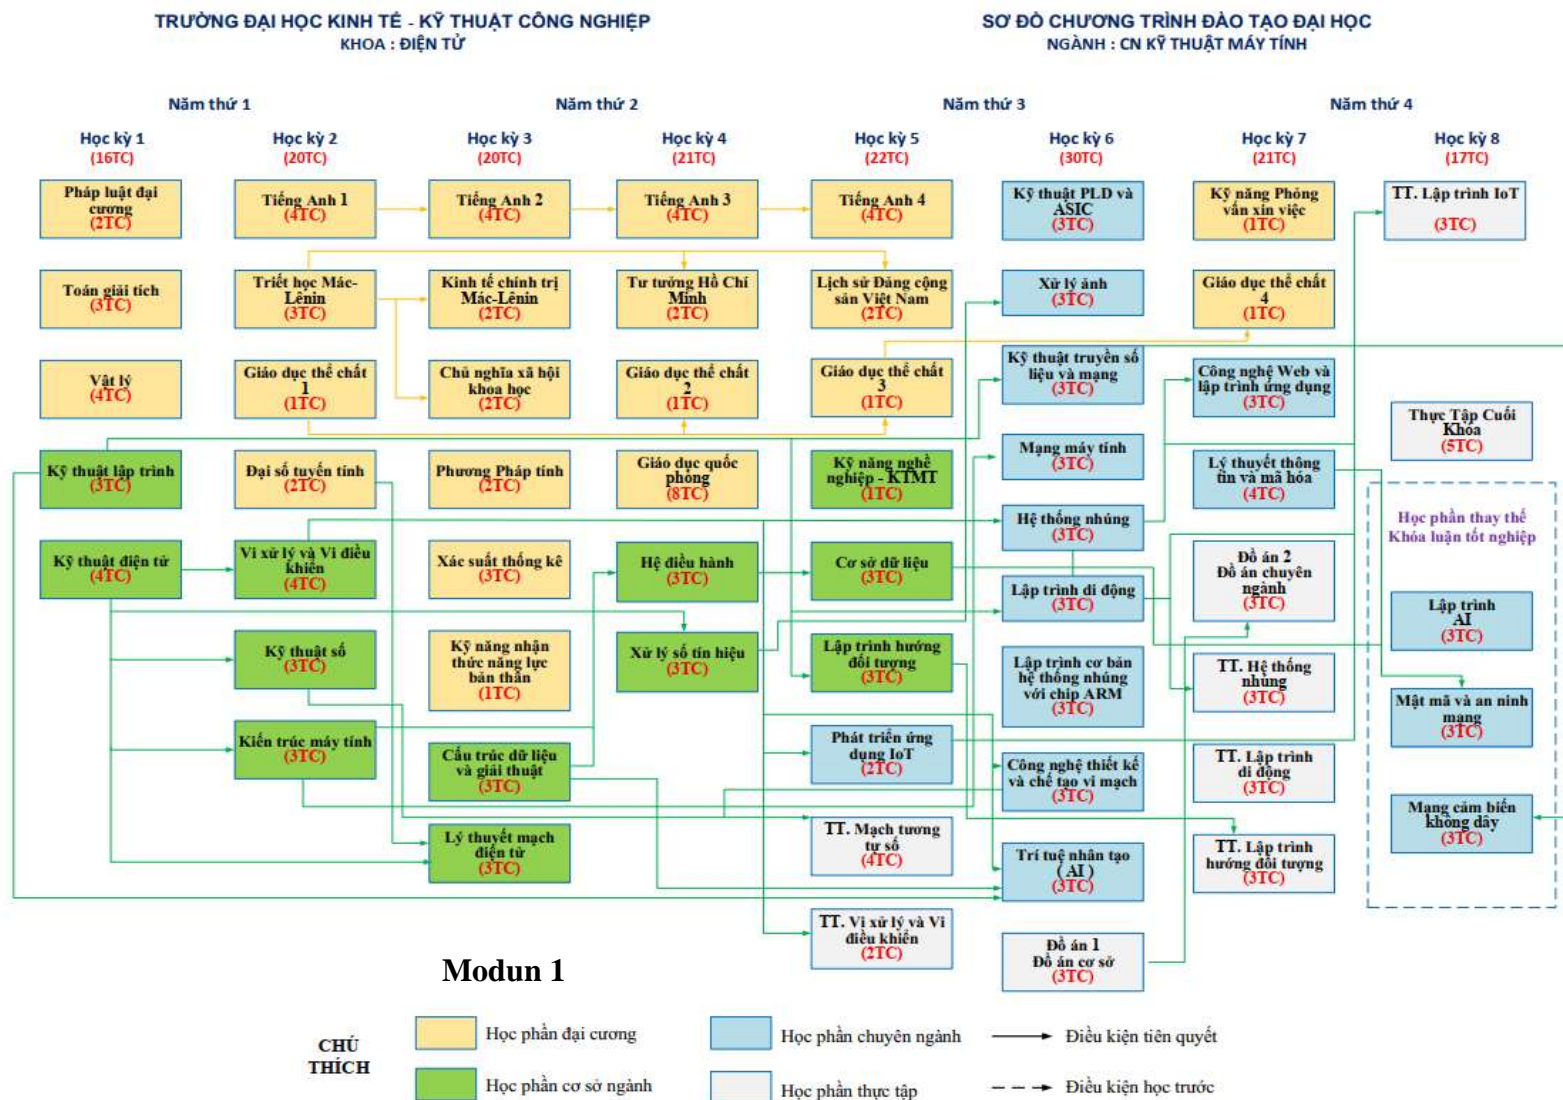 TRƯỜNG ĐẠI HỌC KINH TẾ - KỸ THUẬT CÔNG NGHIỆP
KHOA : ĐIỆN TỬ
SƠ ĐỒ CHƯƠNG TRÌNH ĐÀO TẠO ĐẠI HỌC
NGÀNH : CN KỸ THUẬT MÁY TÍNH
Năm thứ 1
Năm thứ 2
Năm thứ 3
Năm thứ 4
Học kỳ 1
(16TC)
Học kỳ 2
(20TC)
Học kỳ 3
(20TC)
Học kỳ 4
(21TC)
Học kỳ 5
(22TC)
Học kỳ 6
(30TC)
Học kỳ 7
(21TC)
Học kỳ 8
(17TC)
Pháp luật đại
cương
(2TC)
Tiếng Anh 1
(4TC)
Tiếng Anh 2
(4TC)
Tiếng Anh 3
(4TC)
Tiếng Anh 4
(4TC)
Kỹ thuật PLD và
ASIC
(3TC)
Kỹ năng Phỏng
vấn xin việc
(1TC)
TT. Lập trình IoT
(3TC)
Toán giải tích
(3TC)
Triết học Mác-
Lênin
(3TC)
Kinh tế chính trị
Mác-Lênin
(2TC)
Tư tưởng Hồ Chí
Minh
(2TC)
Lịch sử Đảng cộng
sản Việt Nam
(2TC)
Xử lý ảnh
(3TC)
Giáo dục thể chất
4
(1TC)
Vật lý
(4TC)
Giáo dục thể chất
1
(1TC)
Chủ nghĩa xã hội
khoa học
(2TC)
Giáo dục thể chất
2
(1TC)
Giáo dục thể chất
3
(1TC)
Kỹ thuật truyền số
liệu và mạng
(3TC)
Công nghệ Web và
lập trình ứng dụng
(3TC)
Thực Tập Cuối
Khóa
(5TC)
Kỹ thuật lập trình
(3TC)
Đại số tuyến tính
(2TC)
Phương Pháp tính
(2TC)
Giáo dục quốc
phòng
(8TC)
Kỹ năng nghề
nghiệp - KTMT
(1TC)
Mạng máy tính
(3TC)
Lý thuyết thông
tin và mã hóa
(4TC)
Học phần thay thế
Khóa luận tốt nghiệp
Kỹ thuật điện tử
(4TC)
Vi xử lý và Vi điều
khiển
(4TC)
Xác suất thống kê
(3TC)
Hệ điều hành
(3TC)
Cơ sở dữ liệu
(3TC)
Hệ thống nhúng
(3TC)
Lập trình di động
(3TC)
Đồ án 2
Đồ án chuyên
ngành
(3TC)
Lập trình
AI
(3TC)
Kỹ thuật số
(3TC)
Kỹ năng nhận
thức năng lực
bản thân
(1TC)
Xử lý số tín hiệu
(3TC)
Lập trình hướng
đối tượng
(3TC)
Lập trình cơ bản
hệ thống nhúng
với chip ARM
(3TC)
TT. Hệ thống
nhúng
(3TC)
Mật mã và an ninh
mạng
(3TC)
Kiến trúc máy tính
(3TC)
Cấu trúc dữ liệu
và giải thuật
(3TC)
Phát triển ứng
dụng IoT
(2TC)
Công nghệ thiết kế
và chế tạo vi mạch
(3TC)
TT. Lập trình
di động
(3TC)
Mạng cảm biến
không dây
(3TC)
Lý thuyết mạch
điện tử
(3TC)
TT. Mạch tương
tự số
(4TC)
Trí tuệ nhân tạo
( AI )
(3TC)
TT. Lập trình
hướng đối tượng
(3TC)
TT. Vi xử lý và Vi
điều khiển
(2TC)
Đồ án 1
Đồ án cơ sở
(3TC)
Modun 1
CHÚ
THÍCH
Học phần đại cương
Học phần chuyên ngành
Điều kiện tiên quyết
Học phần cơ sở ngành
Học phần thực tập
Điều kiện học trước